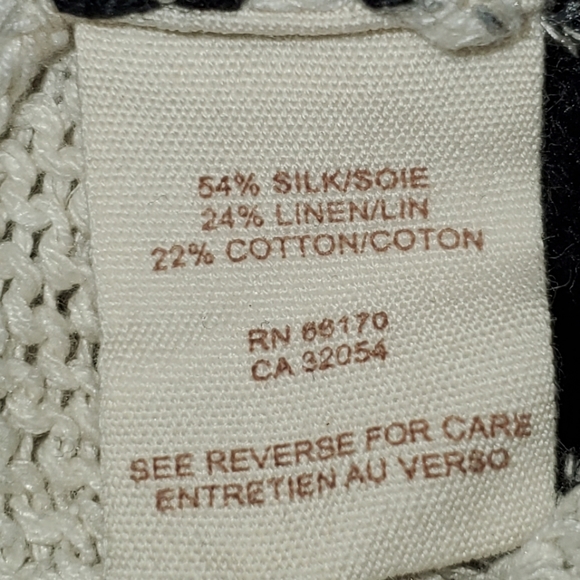 54% SILK/SOIE
24% LINEN/LIN
22% COTTON/COTON
RN 66170
CA 32054
SEE REVERSE FOR CARE
ENTRETIEN AU VERSO